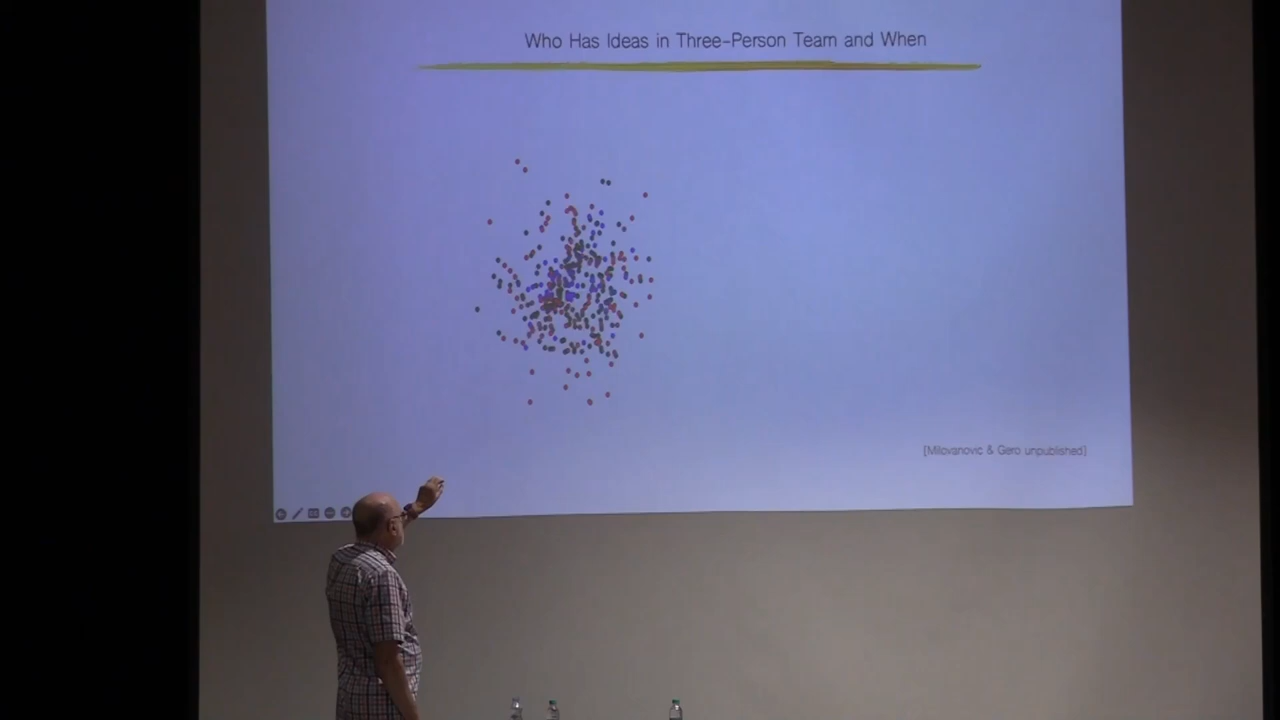 Who Has Ideas in Three-Person Team and When
[Milovanovic & Gero unpublished]